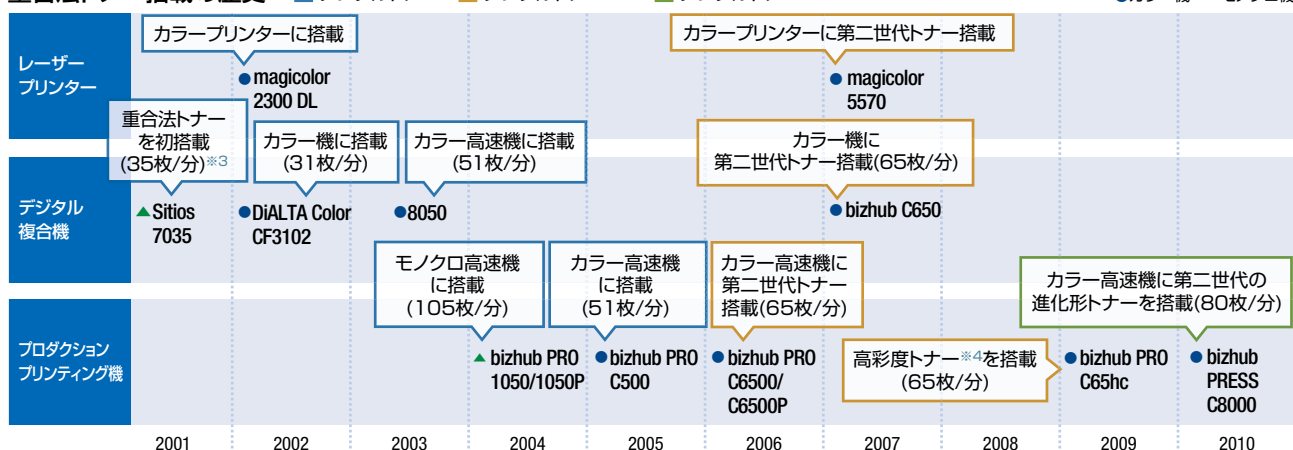 レーザー
プリンター
カラープリンターに搭載
●magicolor
2300 DL
カラープリンターに第二世代トナー搭載
●magicolor
5570
デジタル
複合機
重合法トナー
を初搭載
(35枚/分)※3
▲Sitios
7035
カラー機に搭載
(31枚/分)
●DiALTA Color
CF3102
カラー高速機に搭載
(51枚/分)
●8050
カラー機に
第二世代トナー搭載(65枚/分)
●bizhub C650
プロダクション
プリンティング機
モノクロ高速機
に搭載
(105枚/分)
▲bizhub PRO
1050/1050P
カラー高速機
に搭載
(51枚/分)
●bizhub PRO
C500
カラー高速機に
第二世代トナー
搭載(65枚/分)
●bizhub PRO
C6500/
C6500P
高彩度トナー※4を搭載
(65枚/分)
●bizhub PRO
C65hc
カラー高速機に第二世代の
進化形トナーを搭載(80枚/分)
●bizhub
PRESS
C8000
2001 2002 2003 2004 2005 2006 2007 2008 2009 2010